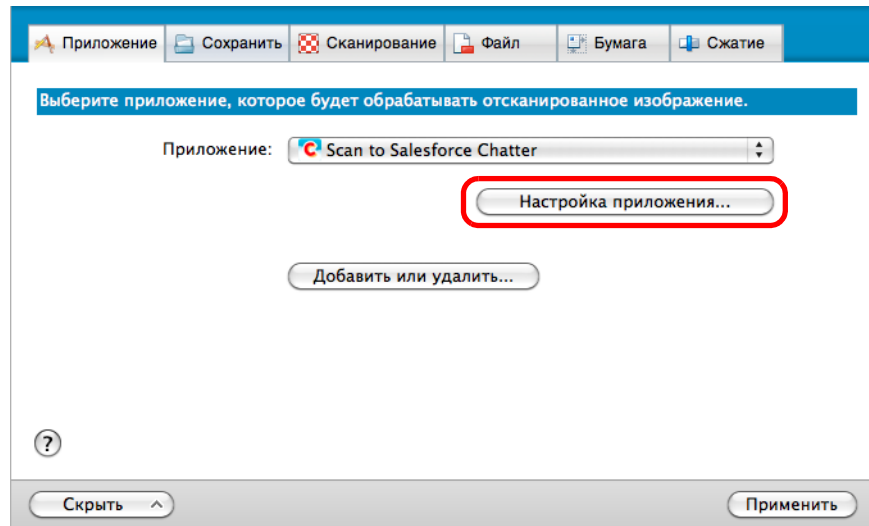 Приложение Сохранить Сканирование Файл Бумага Сжатие
Выберите приложение, которое будет обрабатывать отсканированное изображение.
Приложение: C Scan to Salesforce Chatter
Настройка приложения...
Добавить или удалить...
?
Скрыть Применить